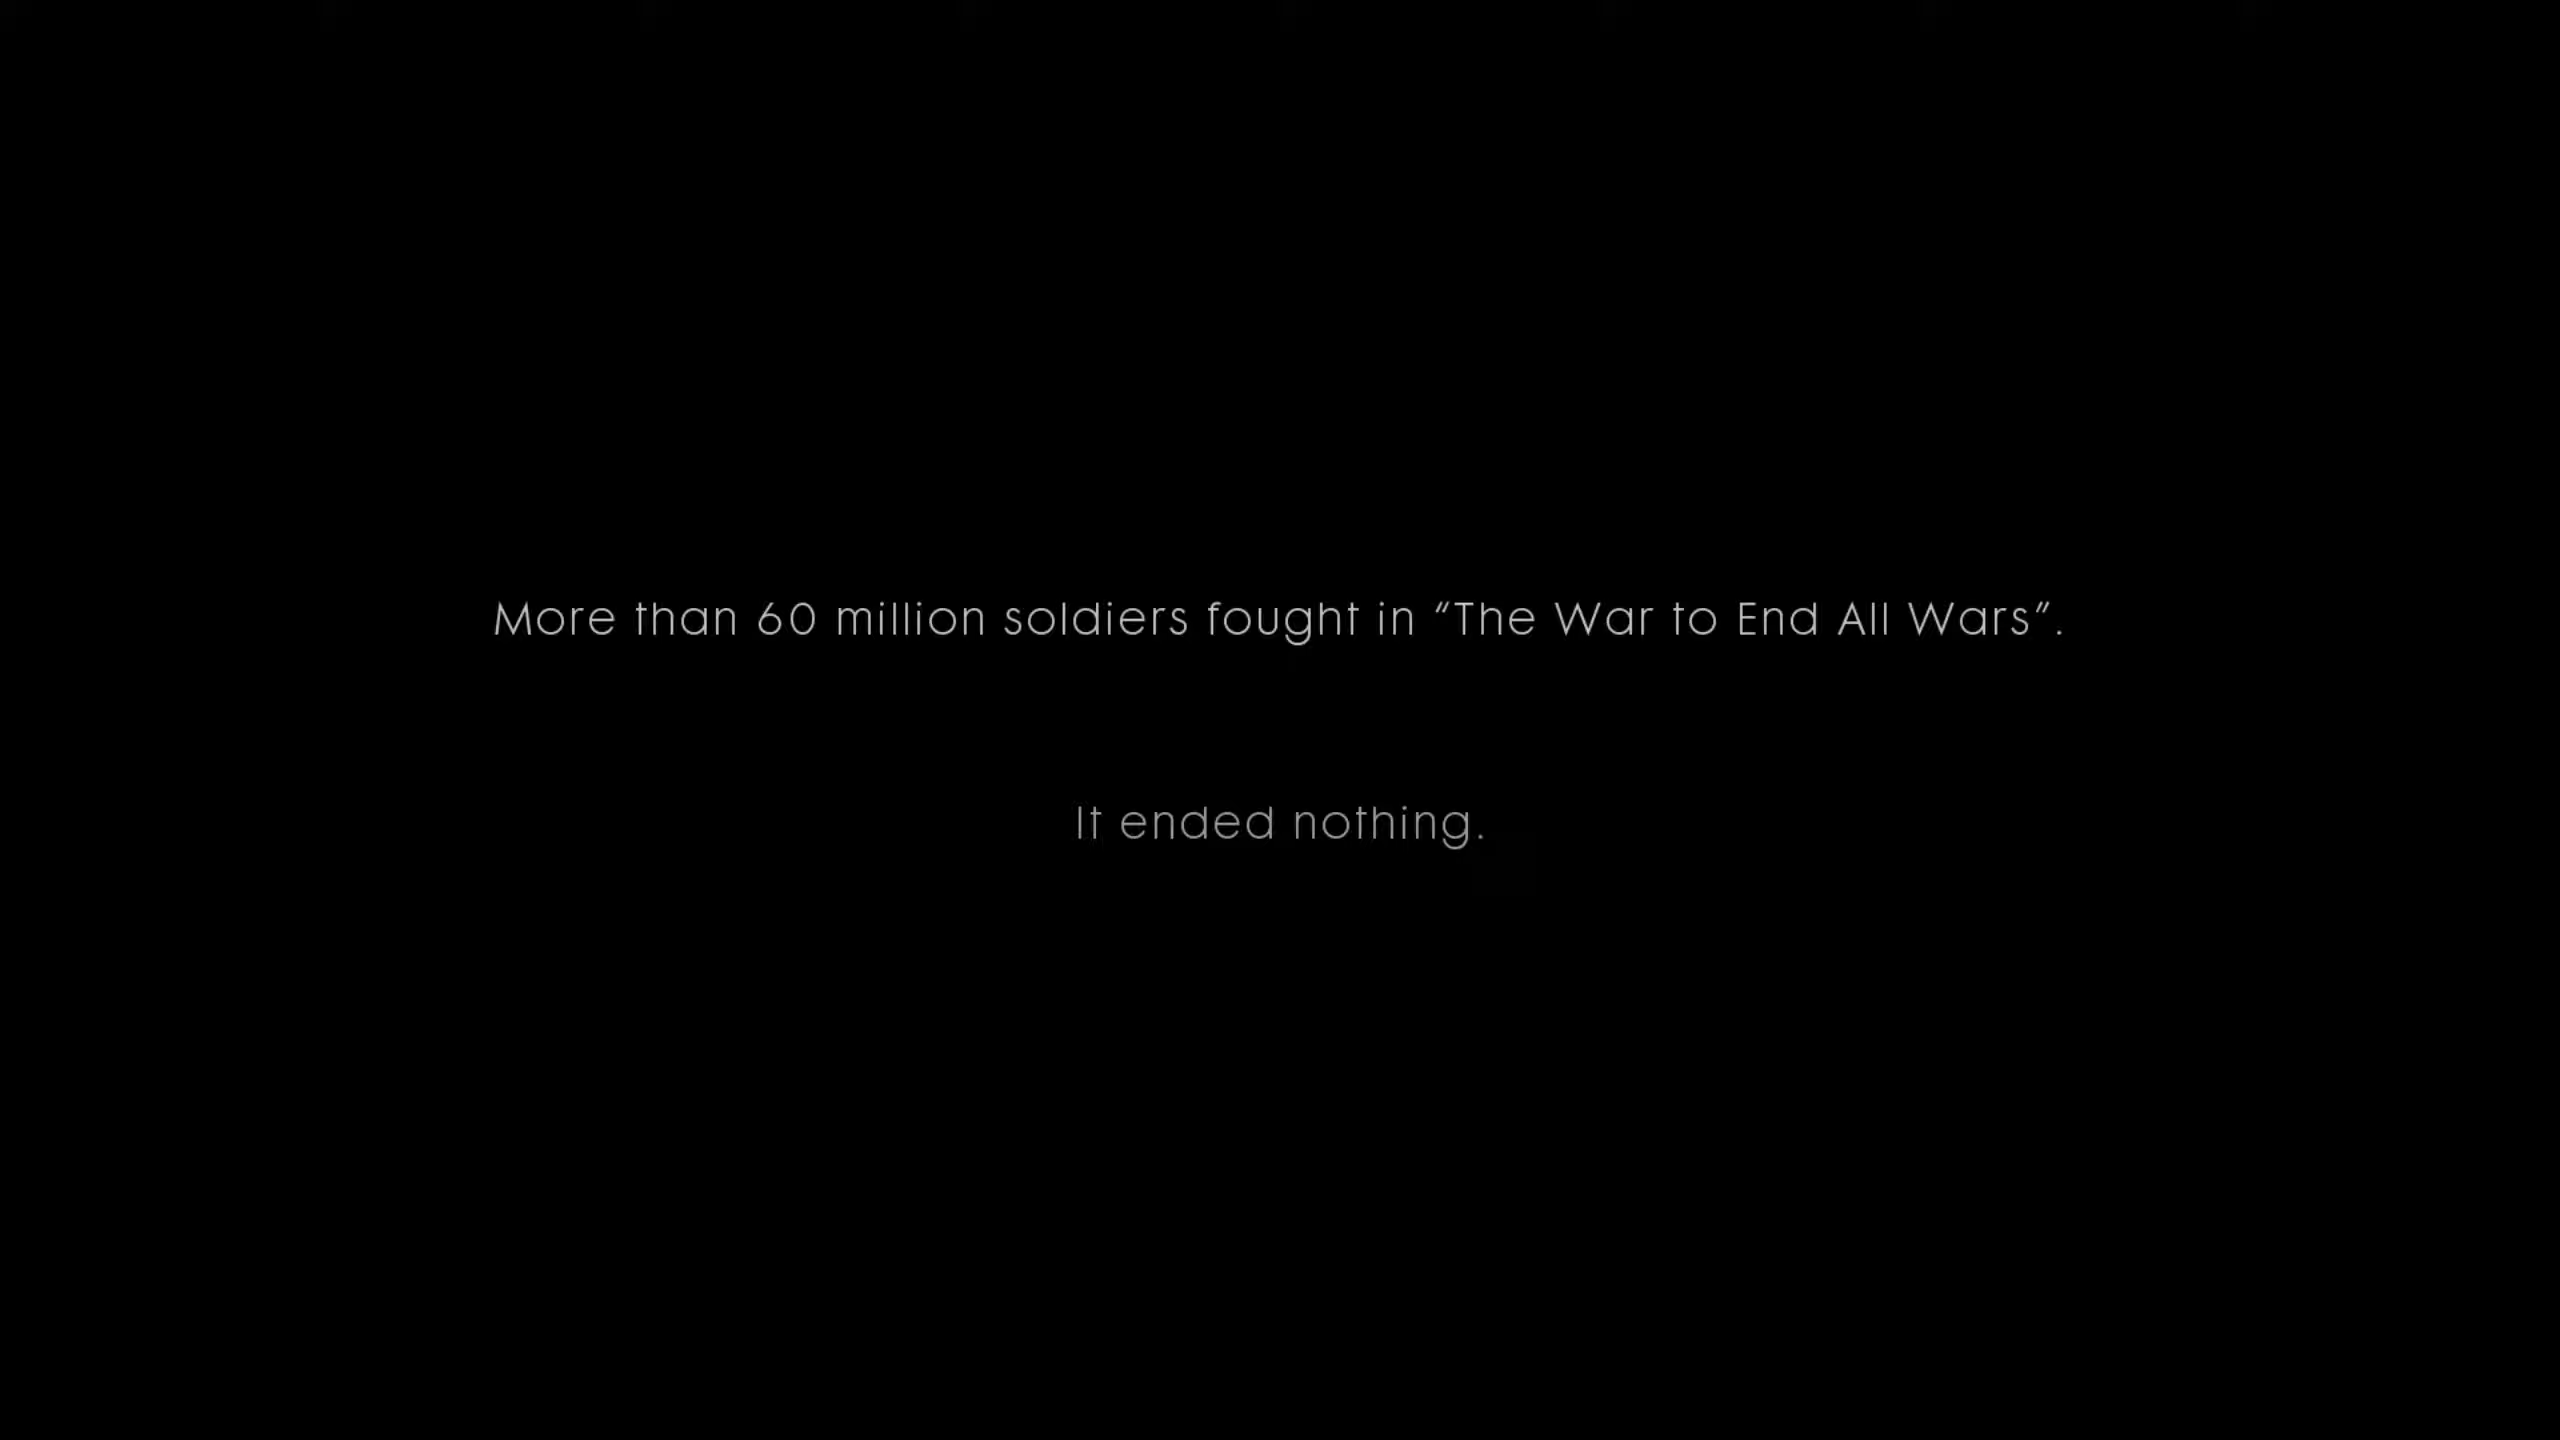 More than 60 million soldiers fought in “The War to End All Wars”.
It ended nothing.